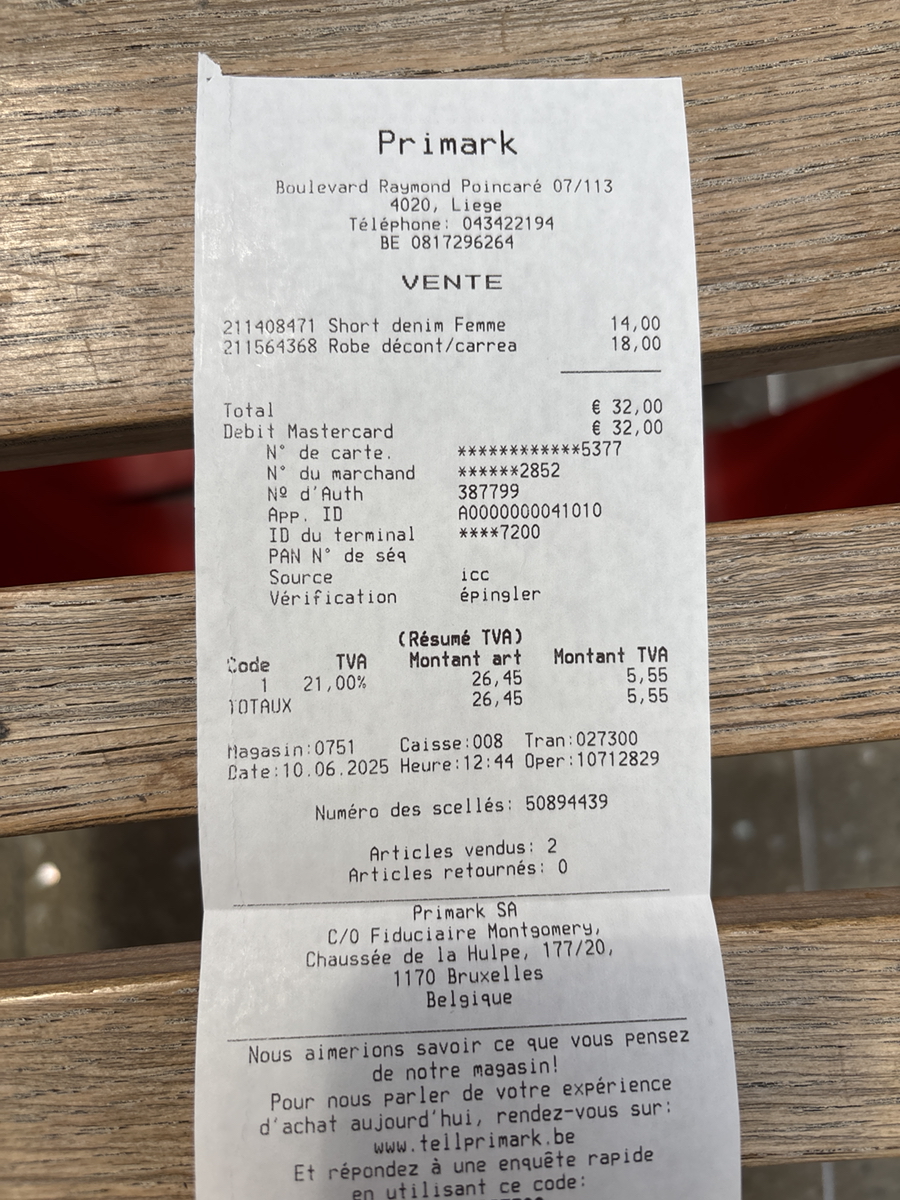 Primark
Boulevard Raymond Poincaré 07/113
4020, Liege
Téléphone: 043422194
BE 0817296264
VENTE
211408471 Short denim Femme 14,00
211564368 Robe décont/carrea 18,00
Total € 32,00
Debit Mastercard € 32,00
N° de carte. ************5377
N° du marchand ******2852
Nº d'Auth 387799
App. ID A0000000041010
ID du terminal ****7200
PAN N° de séq
Source icc
Vérification épingler
(Résumé TVA)
Code TVA Montant art Montant TVA
1 21,00% 26,45 5,55
TOTAUX 26,45 5,55
Magasin:0751 Caisse:008 Tran:027300
Date:10.06.2025 Heure:12:44 Oper:10712829
Numéro des scellés: 50894439
Articles vendus: 2
Articles retournés: 0
Primark SA
C/O Fiduciaire Montgomery,
Chaussée de la Hulpe, 177/20,
1170 Bruxelles
Belgique
Nous aimerions savoir ce que vous pensez
de notre magasin!
Pour nous parler de votre expérience
d'achat aujourd'hui, rendez-vous sur:
www.tellprimark.be
Et répondez à une enquête rapide
en utilisant ce code: